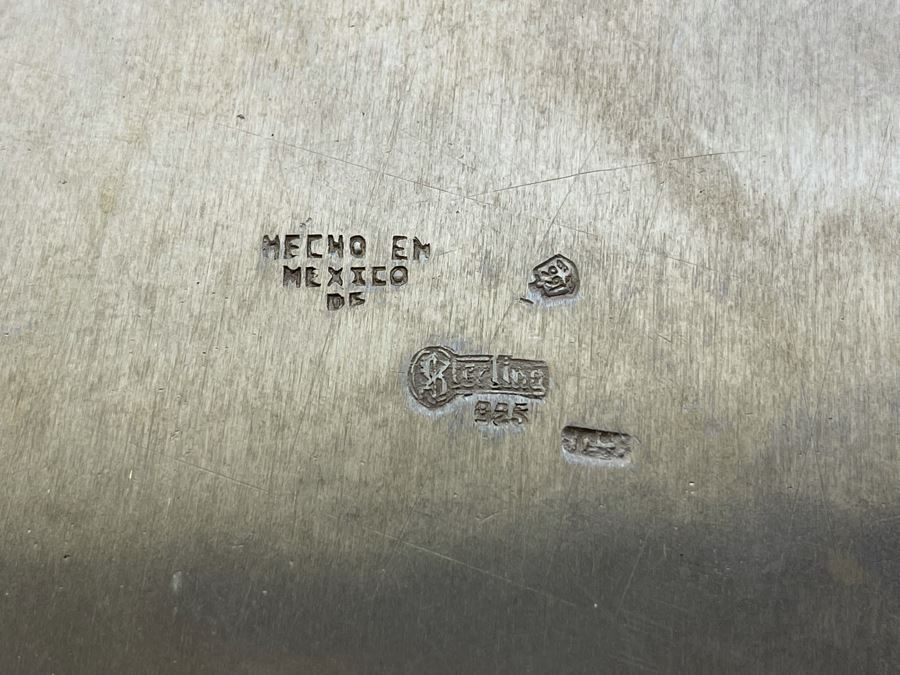 HECHO EN
MEXICO
DF
Sterling
925